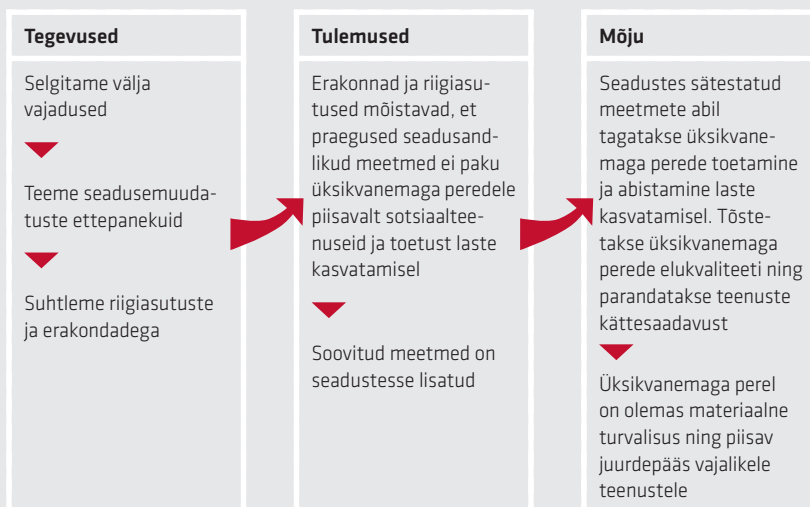 Tegevused
Selgitame välja
vajadused
Teeme seadusemuuda-
tuste ettepanekuid
Suhtleme riigiasutuste
ja erakondadega
Tulemused
Erakonnad ja riigiasu-
tused mõistavad, et
praegused seadusand-
likud meetmed ei paku
üksikvanemaga peredele
piisavalt sotsiaaltee-
nuseid ja toetust laste
kasvatamisel
Soovitud meetmed on
seadustesse lisatud
Mõju
Seadustes sätestatud
meetmete abil
tagatakse üksikvane-
maga perede toetamine
ja abistamine laste
kasvatamisel. Tõste-
takse üksikvanemaga
perede elukvaliteeti ning
parandatakse teenuste
kättesaadavust
Üksikvanemaga perel
on olemas materiaalne
turvalisus ning piisav
juurdepääs vajalikele
teenustele